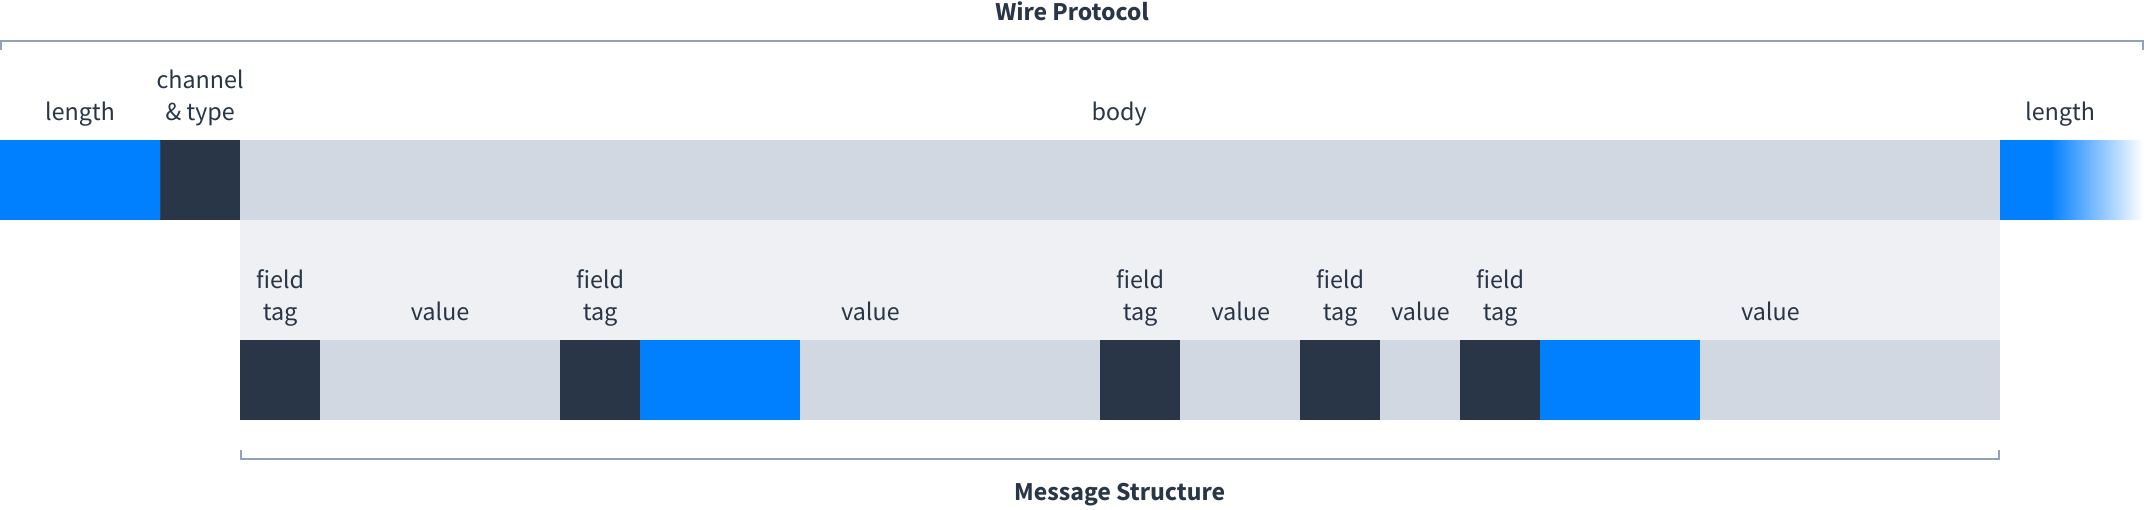 Wire Protocol
length
channel
& type
body
length
field
tag
value
field
tag
value
field
tag
value
field
tag
value
field
tag
value
Message Structure